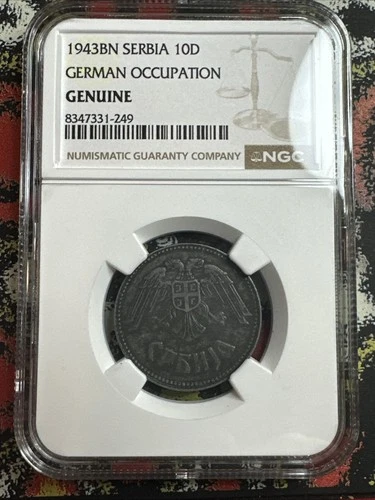 1943BN SERBIA 10D
GERMAN OCCUPATION
GENUINE
8347331-249
NUMISMATIC GUARANTY COMPANY NGC
СРБИЈА